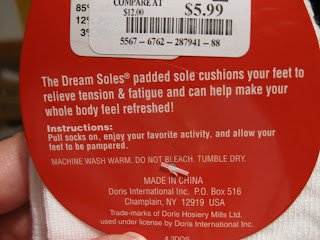 85%
12%
3%
COMPARE AT
$12.00
$5.99
5567 - 6762 - 287941 - 88
The Dream Soles® padded sole cushions your feet to
relieve tension & fatigue and can help make your
whole body feel refreshed!
Instructions:
Pull socks on, enjoy your favorite activity, and allow your
feet to be pampered.
MACHINE WASH WARM. DO NOT BLEACH. TUMBLE DRY.
MADE IN CHINA
Doris International Inc. P.O. Box 516
Champlain, NY 12919 USA
Trade-marks of Doris Hosiery Mills Ltd.
used under license by Doris International Inc.